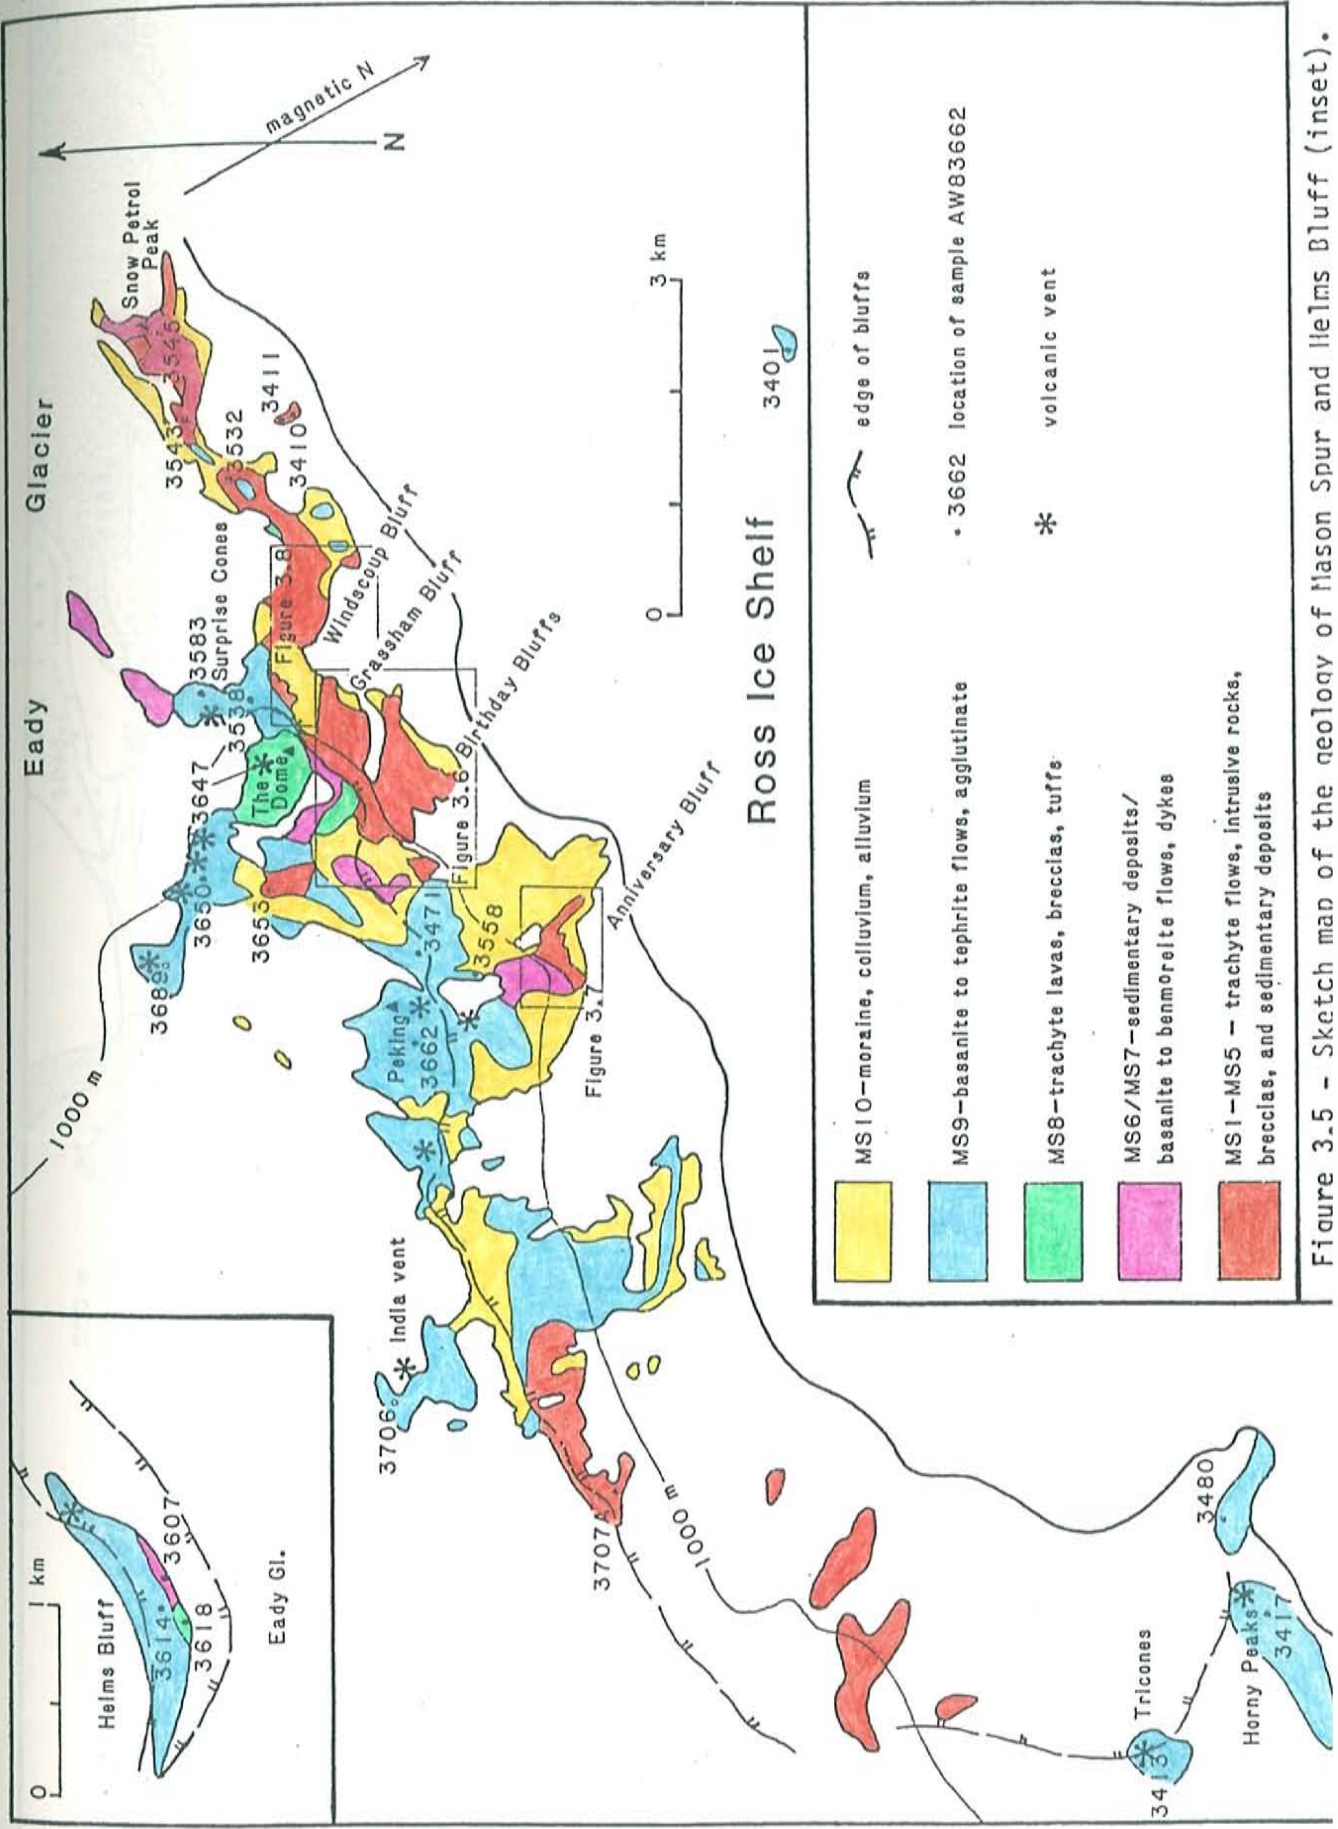 Helms Bluff
0
1 km
3614
3607
3618
Eady Gl.
Eady Glacier
1000 m
3689
3650
3647
3653
The
Dome
3538
3583
Surprise Cones
3543
3532
3545
Snow Petrol
Peak
magnetic N
N
3410
3411
Figure 3.8
Windscoup Bluff
Grassham Bluff
Birthday Bluffs
Figure 3.6
Anniversary Bluff
3471
3558
Figure 3.7
Peking
3662
India vent
3706
3707
1000 m
0
3 km
Ross Ice Shelf
3401
3480
Tricones
3413
Horny Peaks
3417
MS10-moraine, colluvium, alluvium
MS9-basanite to tephrite flows, agglutinate
MS8-trachyte lavas, breccias, tuffs
MS6/MS7-sedimentary deposits/
basanite to benmoreite flows, dykes
MS1-MS5 - trachyte flows, intrusive rocks,
breccias, and sedimentary deposits
edge of bluffs
3662 location of sample AW83662
volcanic vent
Figure 3.5 - Sketch map of the geology of Mason Spur and Helms Bluff (inset).